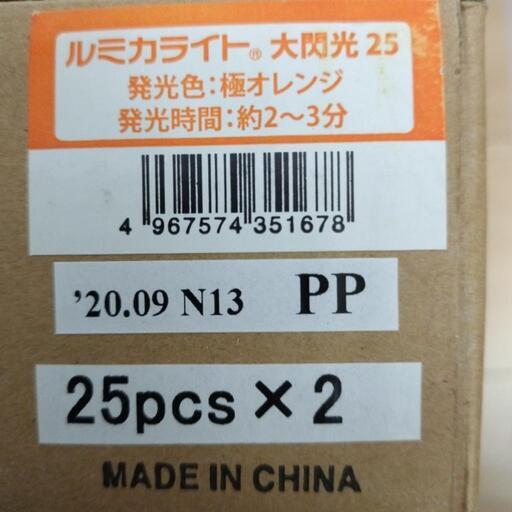 ルミカライト® 大閃光 25
発光色:極オレンジ
発光時間:約2〜3分
4 967574 351678
'20.09 N13 PP
25pcs × 2
MADE IN CHINA